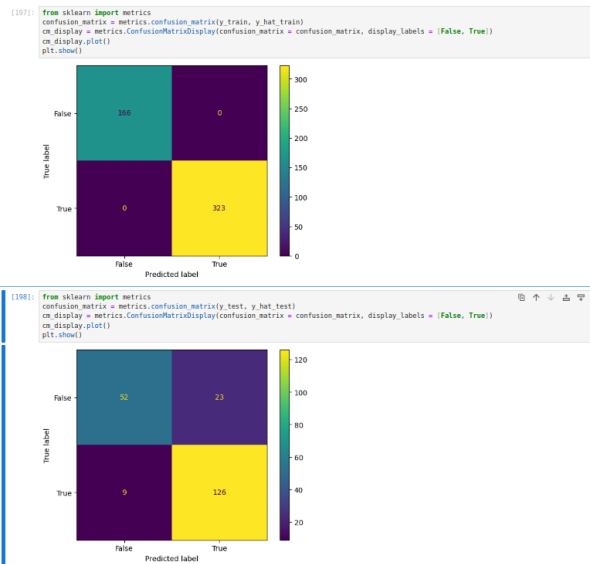 [197]: from sklearn import metrics
confusion_matrix = metrics.confusion_matrix(y_train, y_hat_train)
cm_display = metrics.ConfusionMatrixDisplay(confusion_matrix = confusion_matrix, display_labels = [False, True])
cm_display.plot()
plt.show()
300
False 166 0
250
200
True label
150
True 0 323
100
50
0
False True
Predicted label
[198]: from sklearn import metrics
confusion_matrix = metrics.confusion_matrix(y_test, y_hat_test)
cm_display = metrics.ConfusionMatrixDisplay(confusion_matrix = confusion_matrix, display_labels = [False, True])
cm_display.plot()
plt.show()
120
False 52 23
100
80
True label
60
True 9 126
40
20
False True
Predicted label